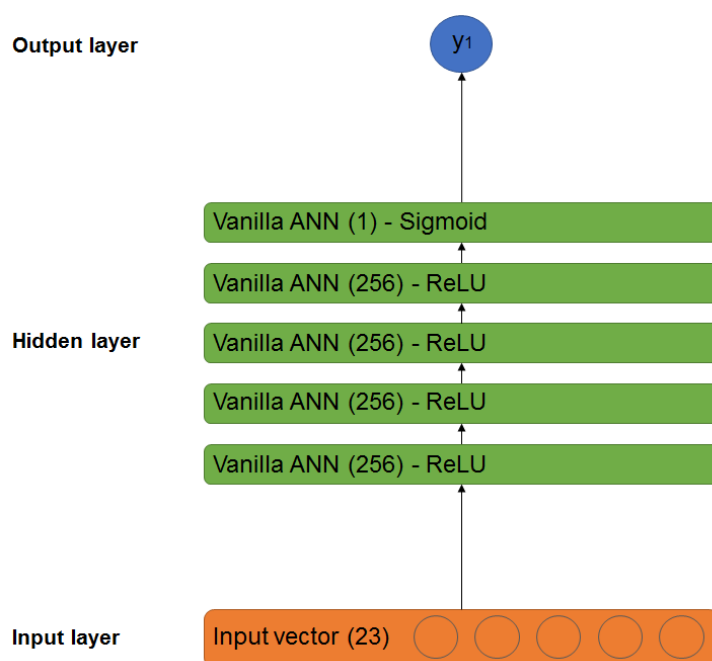 Output layer
y1
Vanilla ANN (1) - Sigmoid
Vanilla ANN (256) - ReLU
Hidden layer
Vanilla ANN (256) - ReLU
Vanilla ANN (256) - ReLU
Vanilla ANN (256) - ReLU
Input layer
Input vector (23)